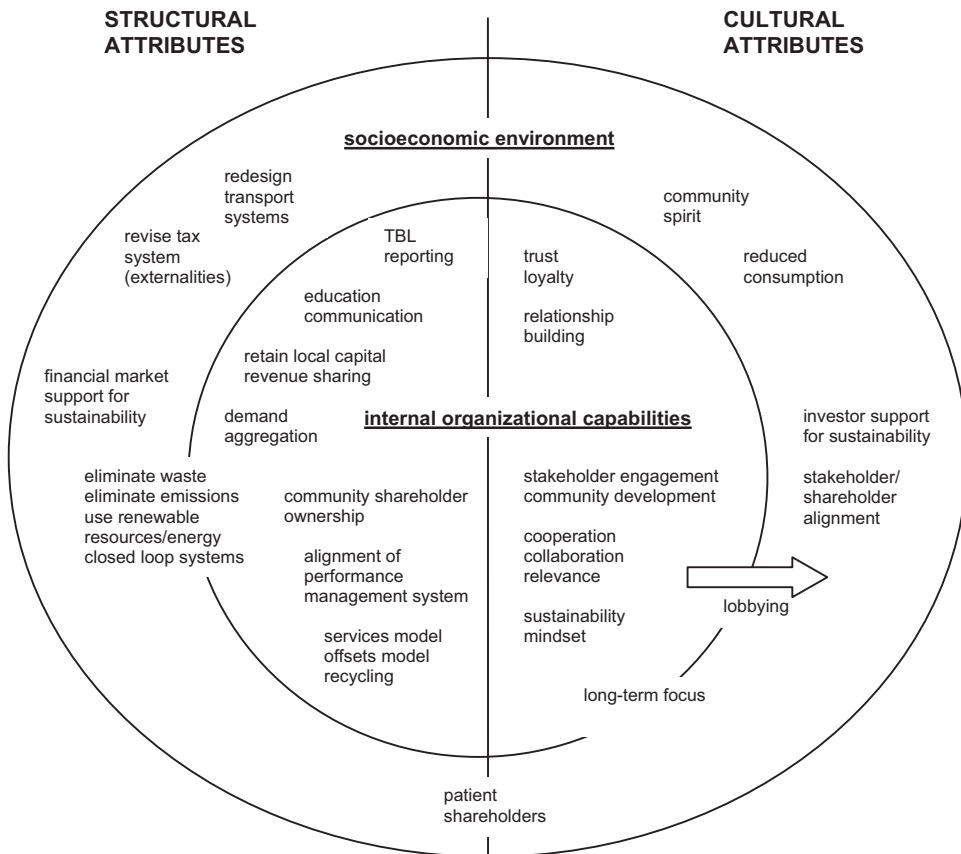 STRUCTURAL
ATTRIBUTES
CULTURAL
ATTRIBUTES
socioeconomic environment
redesign
transport
systems
revise tax
system
(externalities)
financial market
support for
sustainability
community
spirit
reduced
consumption
TBL
reporting
education
communication
retain local capital
revenue sharing
demand
aggregation
trust
loyalty
relationship
building
internal organizational capabilities
eliminate waste
eliminate emissions
use renewable
resources/energy
closed loop systems
community shareholder
ownership
alignment of
performance
management system
services model
offsets model
recycling
stakeholder engagement
community development
cooperation
collaboration
relevance
sustainability
mindset
investor support
for sustainability
stakeholder/
shareholder
alignment
lobbying
long-term focus
patient
shareholders